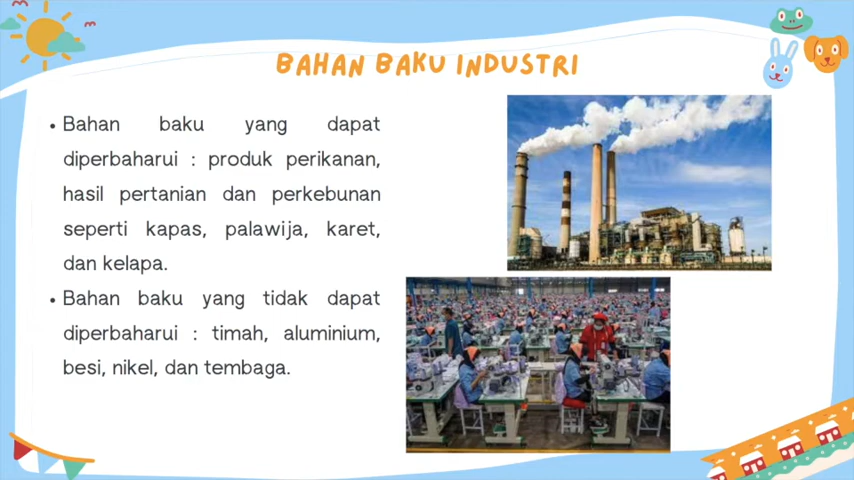 BAHAN BAKU INDUSTRI
• Bahan baku yang dapat
diperbaharui : produk perikanan,
hasil pertanian dan perkebunan
seperti kapas, palawija, karet,
dan kelapa.
• Bahan baku yang tidak dapat
diperbaharui : timah, aluminium,
besi, nikel, dan tembaga.